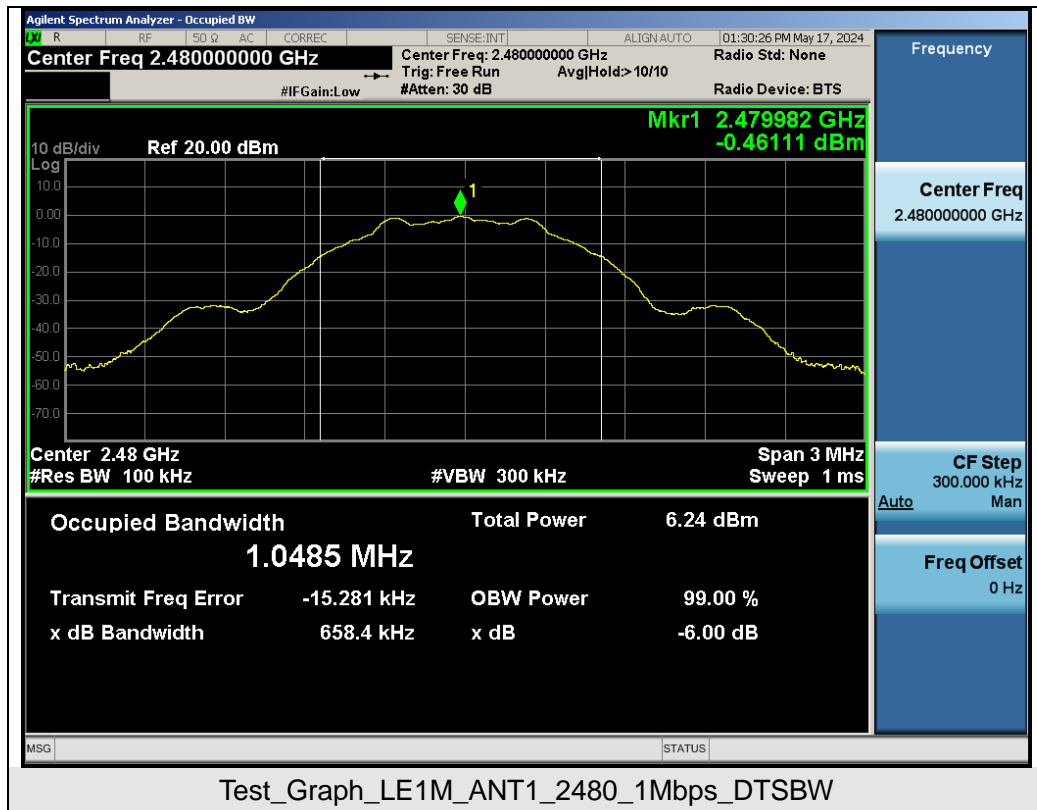 Agilent Spectrum Analyzer - Occupied BW
LXI R RF 50 Ω AC CORREC SENSE:INT ALIGN AUTO 01:30:26 PM May 17, 2024
Center Freq 2.480000000 GHz
Center Freq: 2.480000000 GHz
Radio Std: None
Trig: Free Run Avg|Hold:>10/10
#IFGain:Low
#Atten: 30 dB
Radio Device: BTS
Mkr1 2.479982 GHz
-0.46111 dBm
10 dB/div Ref 20.00 dBm
Log
10.0
0.00
-10.0
-20.0
-30.0
-40.0
-50.0
-60.0
-70.0
1
Center 2.48 GHz Span 3 MHz
#Res BW 100 kHz #VBW 300 kHz Sweep 1 ms
Occupied Bandwidth Total Power 6.24 dBm
1.0485 MHz
Transmit Freq Error -15.281 kHz OBW Power 99.00 %
x dB Bandwidth 658.4 kHz x dB -6.00 dB
Frequency
Center Freq
2.480000000 GHz
CF Step
300.000 kHz
Auto Man
Freq Offset
0 Hz
MSG STATUS
Test_Graph_LE1M_ANT1_2480_1Mbps_DTSBW